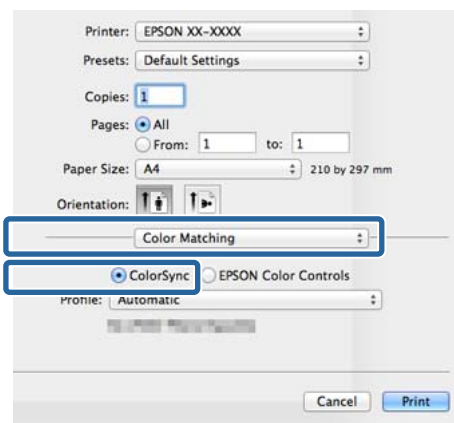 Printer: EPSON XX-XXXX
Presets: Default Settings
Copies: 1
Pages: All
From: 1 to: 1
Paper Size: A4 210 by 297 mm
Orientation:
Color Matching
ColorSync EPSON Color Controls
Profile: Automatic
Cancel Print